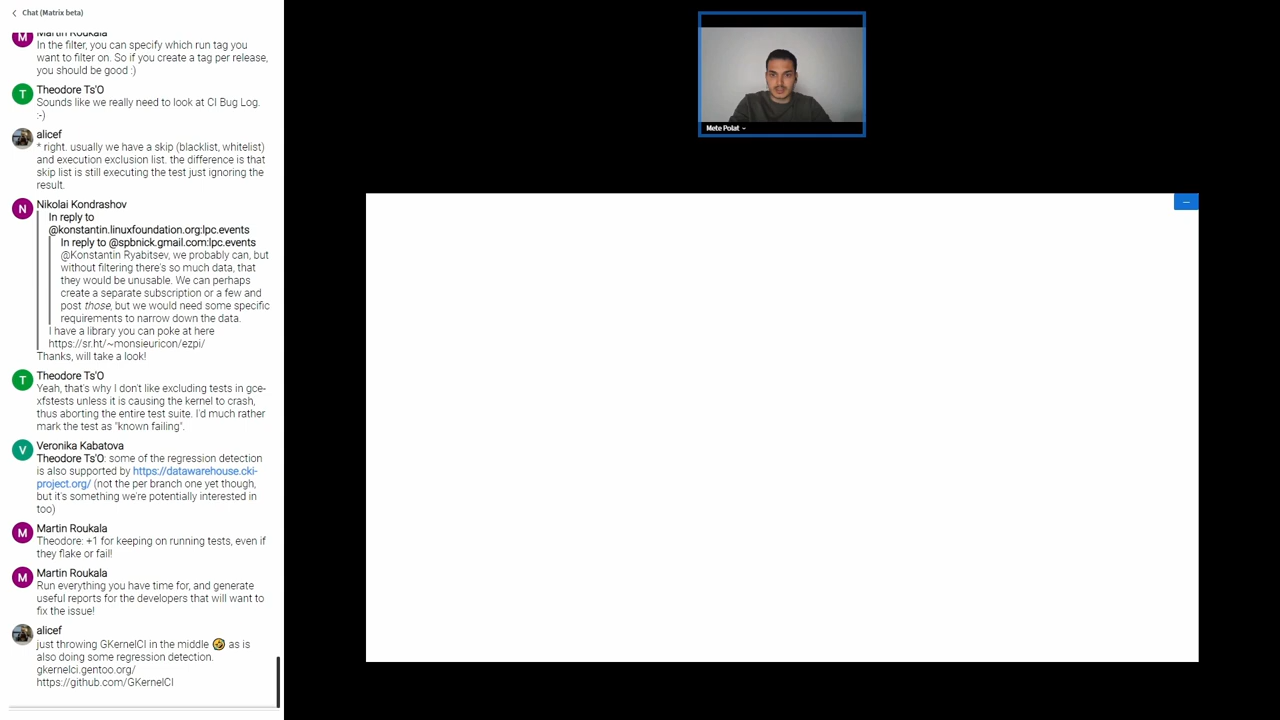 Chat (Matrix beta)
Martin Roukala
In the filter, you can specify which run tag you
want to filter on. So if you create a tag per release,
you should be good :)
T
Theodore Ts'O
Sounds like we really need to look at CI Bug Log.
:-)
alicef
* right. usually we have a skip (blacklist, whitelist)
and execution exclusion list. the difference is that
skip list is still executing the test just ignoring the
result.
N
Nikolai Kondrashov
In reply to
@konstantin.linuxfoundation.org:lpc.events
In reply to @spbnick.gmail.com:lpc.events
@Konstantin Ryabitsev, we probably can, but
without filtering there's so much data, that
they would be unusable. We can perhaps
create a separate subscription or a few and
post those, but we would need some specific
requirements to narrow down the data.
I have a library you can poke at here
https://sr.ht/~monsieuricon/ezpi/
Thanks, will take a look!
T
Theodore Ts'O
Yeah, that's why I don't like excluding tests in gce-
xfstests unless it is causing the kernel to crash,
thus aborting the entire test suite. I'd much rather
mark the test as "known failing".
V
Veronika Kabatova
Theodore Ts'O: some of the regression detection
is also supported by https://datawarehouse.cki-
project.org/ (not the per branch one yet though,
but it's something we're potentially interested in
too)
M
Martin Roukala
Theodore: +1 for keeping on running tests, even if
they flake or fail!
M
Martin Roukala
Run everything you have time for, and generate
useful reports for the developers that will want to
fix the issue!
alicef
just throwing GKernelCI in the middle 🤣 as is
also doing some regression detection.
gkernelci.gentoo.org/
https://github.com/GKernelCI
Mete Polat